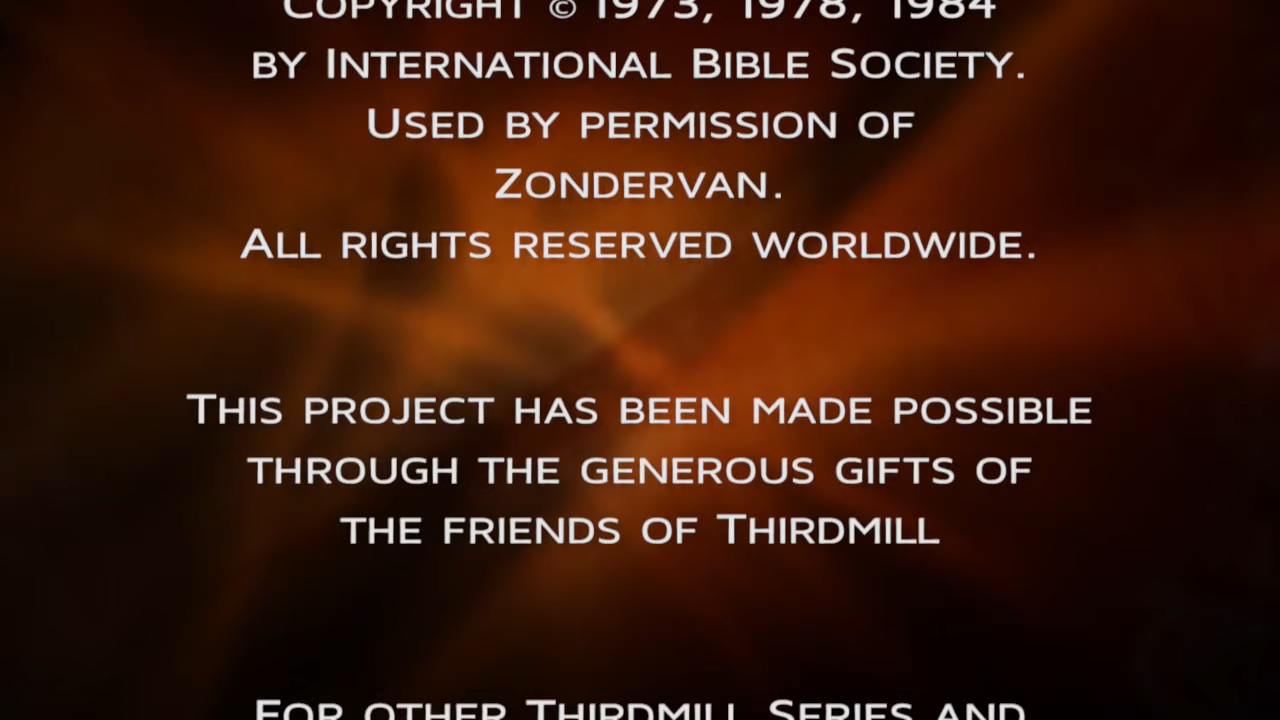 Copyright © 1973, 1978, 1984
by International Bible Society.
Used by permission of
Zondervan.
All rights reserved worldwide.
This project has been made possible
through the generous gifts of
the friends of Thirdmill
For other Thirdmill Series and